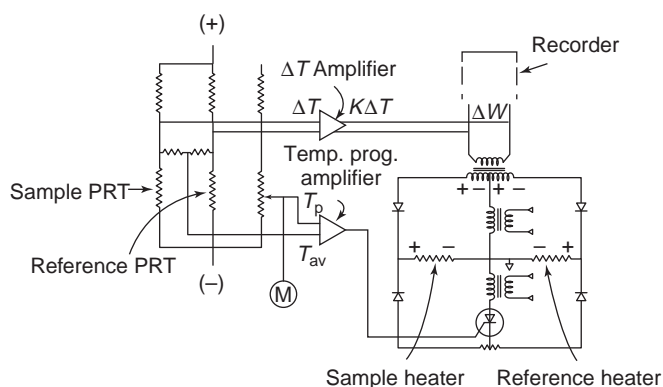 (+)
Recorder
ΔT Amplifier
ΔT
KΔT
ΔW
Temp. prog.
amplifier
Sample PRT
Tp
+ − + −
Reference PRT
Tav
+ − − +
(−)
M
Sample heater
Reference heater